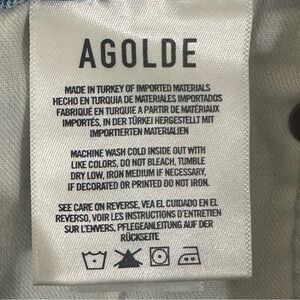 AGOLDE
MADE IN TURKEY OF IMPORTED MATERIALS
HECHO EN TURQUIA DE MATERIALES IMPORTADOS
FABRIQUÉ EN TURQUIE A PARTIR DE MATÉRIAUX
IMPORTÉS, IN DER TÜRKEI HERGESTELLT MIT
IMPORTIERTEN MATERIALIEN
MACHINE WASH COLD INSIDE OUT WITH
LIKE COLORS, DO NOT BLEACH, TUMBLE
DRY LOW, IRON MEDIUM IF NECESSARY,
IF DECORATED OR PRINTED DO NOT IRON.
SEE CARE ON REVERSE, VEA EL CUIDADO EN EL
REVERSO, VOIR LES INSTRUCTIONS D'ENTRETIEN
SUR L'ENVERS, PFLEGEANLEITUNG AUF DER
RÜCKSEITE